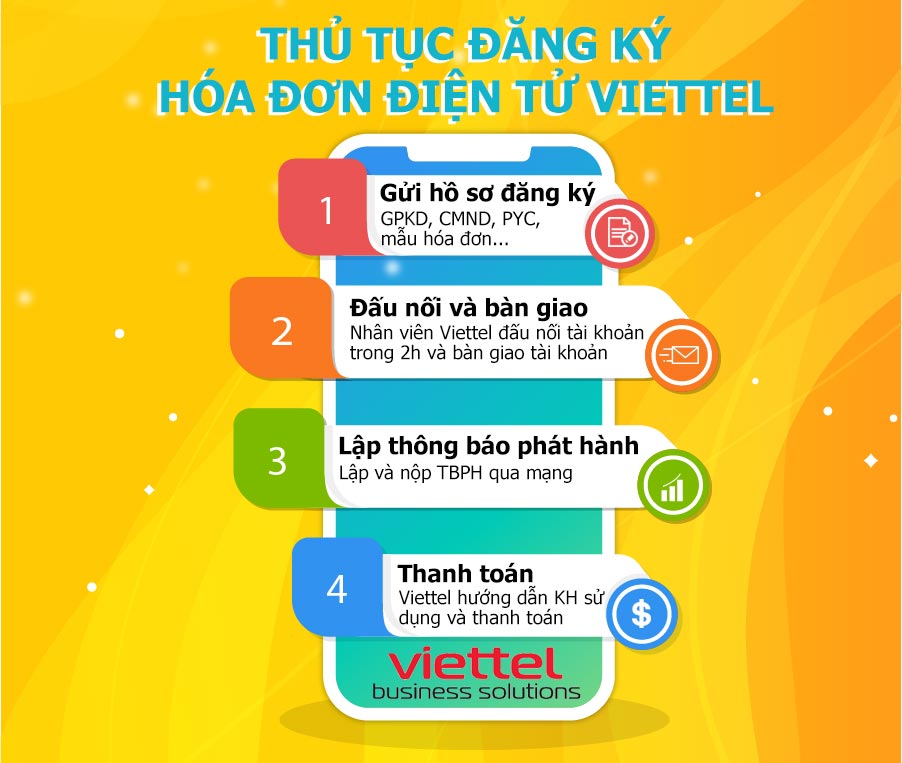 THỦ TỤC ĐĂNG KÝ
HÓA ĐƠN ĐIỆN TỬ VIETTEL
1
Gửi hồ sơ đăng ký
GPKD, CMND, PYC,
mẫu hóa đơn...
2
Đấu nối và bàn giao
Nhân viên Viettel đấu nối tài khoản
trong 2h và bàn giao tài khoản
3
Lập thông báo phát hành
Lập và nộp TBPH qua mạng
4
Thanh toán
Viettel hướng dẫn KH sử
dụng và thanh toán
$
viettel
business solutions